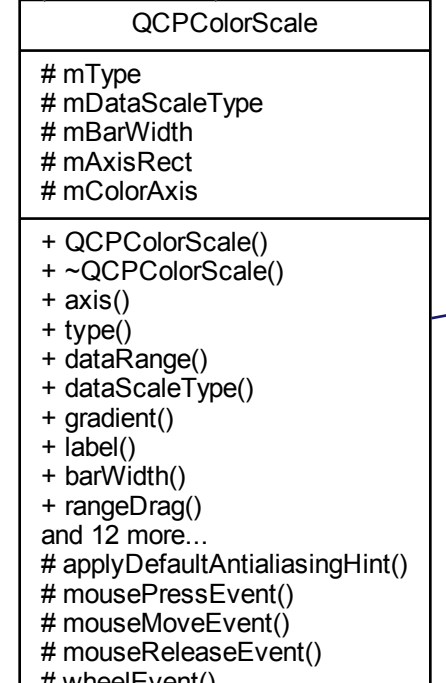 QCPColorScale
# mType
# mDataScaleType
# mBarWidth
# mAxisRect
# mColorAxis
+ QCPColorScale()
+ ~QCPColorScale()
+ axis()
+ type()
+ dataRange()
+ dataScaleType()
+ gradient()
+ label()
+ barWidth()
+ rangeDrag()
and 12 more...
# applyDefaultAntialiasingHint()
# mousePressEvent()
# mouseMoveEvent()
# mouseReleaseEvent()
# wheelEvent()